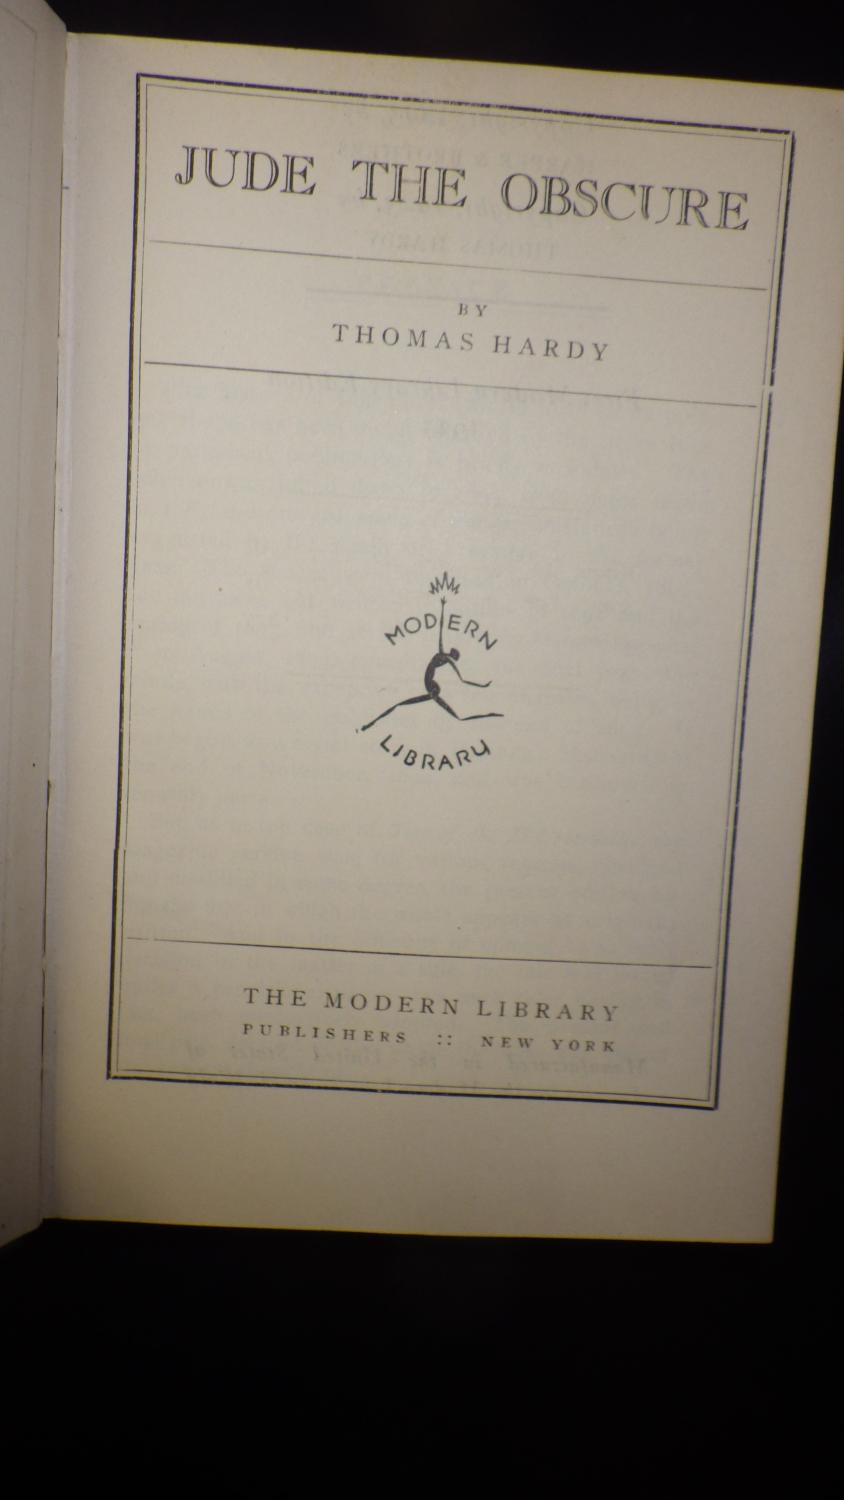 JUDE THE OBSCURE
BY
THOMAS HARDY
MODERN
LIBRARY
THE MODERN LIBRARY
PUBLISHERS :: NEW YORK